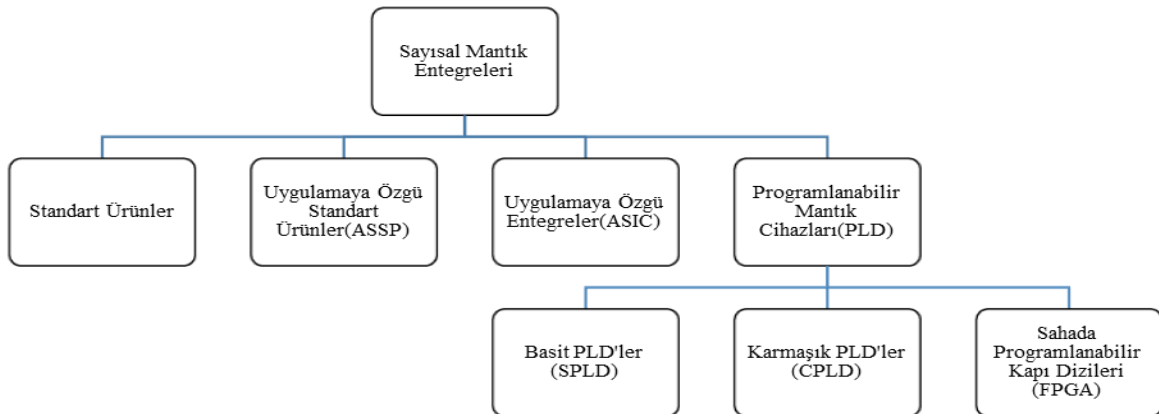 Sayısal Mantık
Entegreleri
Standart Ürünler
Uygulamaya Özgü
Standart
Ürünler(ASSP)
Uygulamaya Özgü
Entegreler(ASIC)
Programlanabilir
Mantık
Cihazları(PLD)
Basit PLD'ler
(SPLD)
Karmaşık PLD'ler
(CPLD)
Sahada
Programlanabilir
Kapı Dizileri
(FPGA)